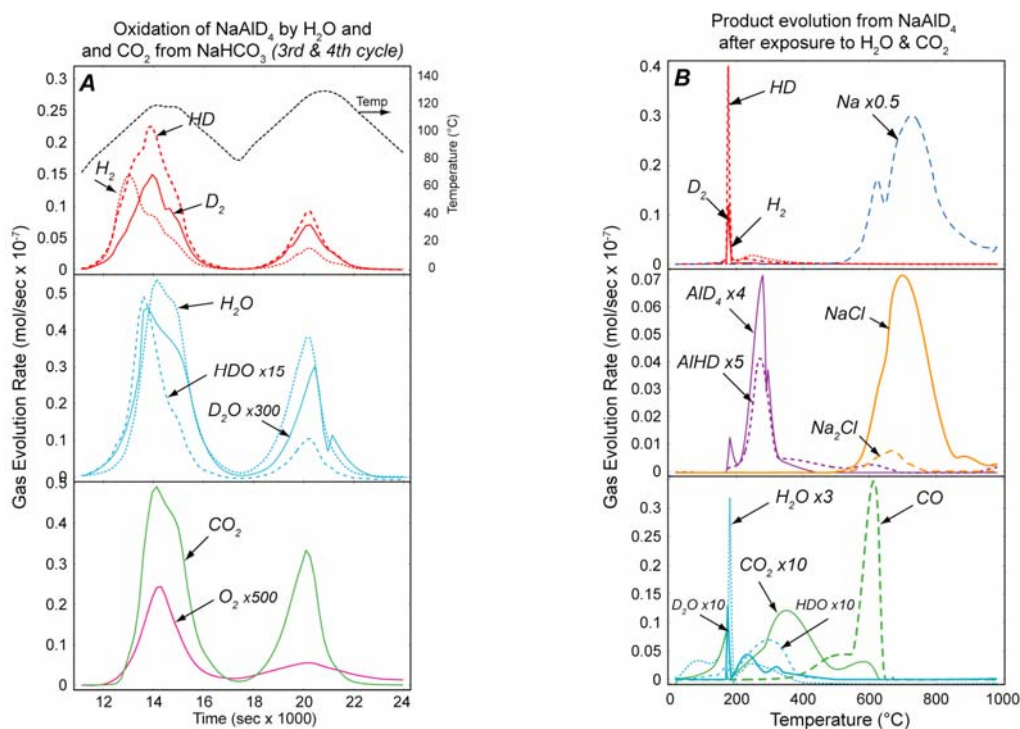 Oxidation of NaAlD4 by H2O and
and CO2 from NaHCO3 (3rd & 4th cycle)
A
Gas Evolution Rate (mol/sec x 10-7)
0.3
0.25
0.2
0.15
0.1
0.05
0
140
120
100
80
60
40
20
0
Temperature (°C)
Temp
HD
H2
D2
0.5
0.4
0.3
0.2
0.1
0
H2O
HDO x15
D2O x300
0.5
0.4
0.3
0.2
0.1
0
CO2
O2 x500
12 14 16 18 20 22 24
Time (sec x 1000)
Product evolution from NaAlD4
after exposure to H2O & CO2
B
Gas Evolution Rate (mol/sec x 10-7)
0.4
0.3
0.2
0.1
0
HD
Na x0.5
D2
H2
0.07
0.06
0.05
0.04
0.03
0.02
0.01
0
AlD4 x4
NaCl
AlHD x5
Na2Cl
0.3
0.25
0.2
0.15
0.1
0.05
0
H2O x3
CO
CO2 x10
D2O x10
HDO x10
0 200 400 600 800 1000
Temperature (°C)